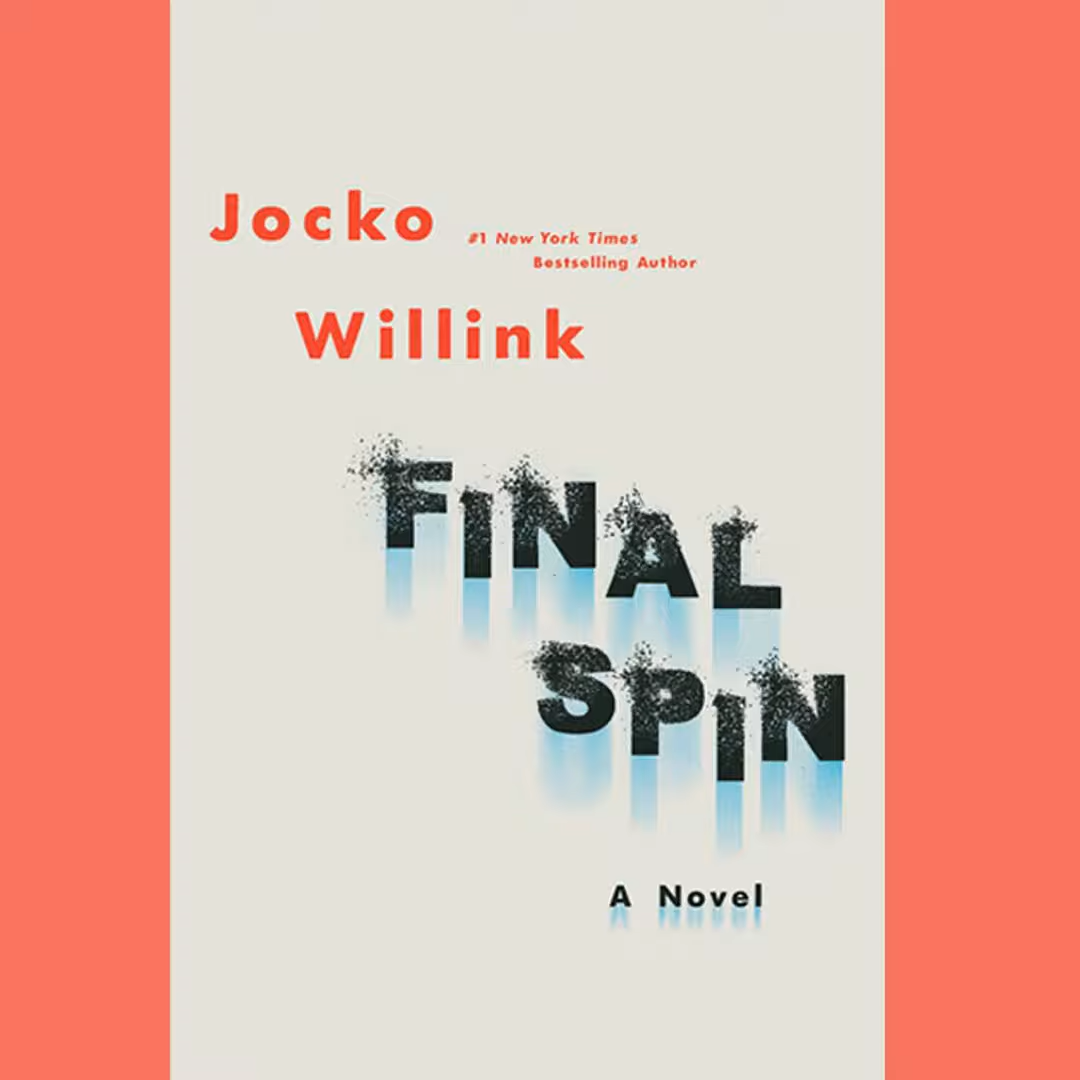 Jocko
#1 New York Times
Bestselling Author
Willink
FINAL
SPIN
A Novel